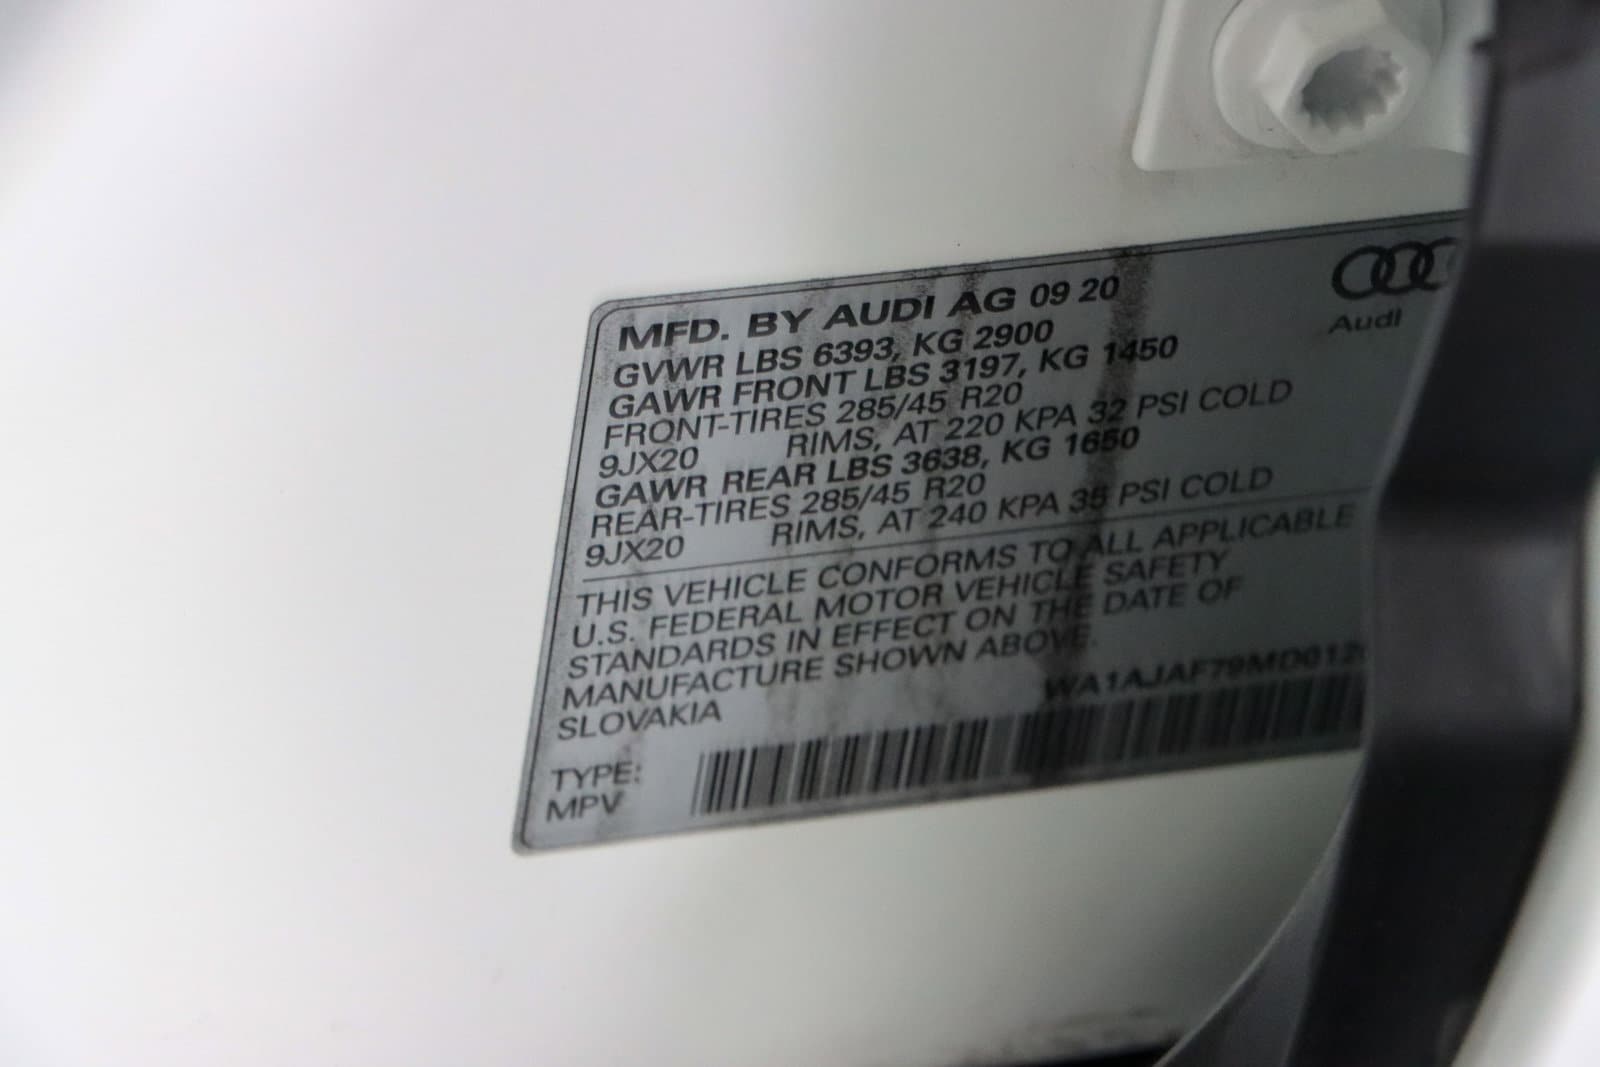 MFD. BY AUDI AG 09 20
Audi
GVWR LBS 6393, KG 2900
GAWR FRONT LBS 3197, KG 1450
FRONT-TIRES 285/45 R20
9JX20 RIMS, AT 220 KPA 32 PSI COLD
GAWR REAR LBS 3638, KG 1650
REAR-TIRES 285/45 R20
9JX20 RIMS, AT 240 KPA 35 PSI COLD
THIS VEHICLE CONFORMS TO ALL APPLICABLE
U.S. FEDERAL MOTOR VEHICLE SAFETY
STANDARDS IN EFFECT ON THE DATE OF
MANUFACTURE SHOWN ABOVE.
SLOVAKIA
TYPE:
MPV